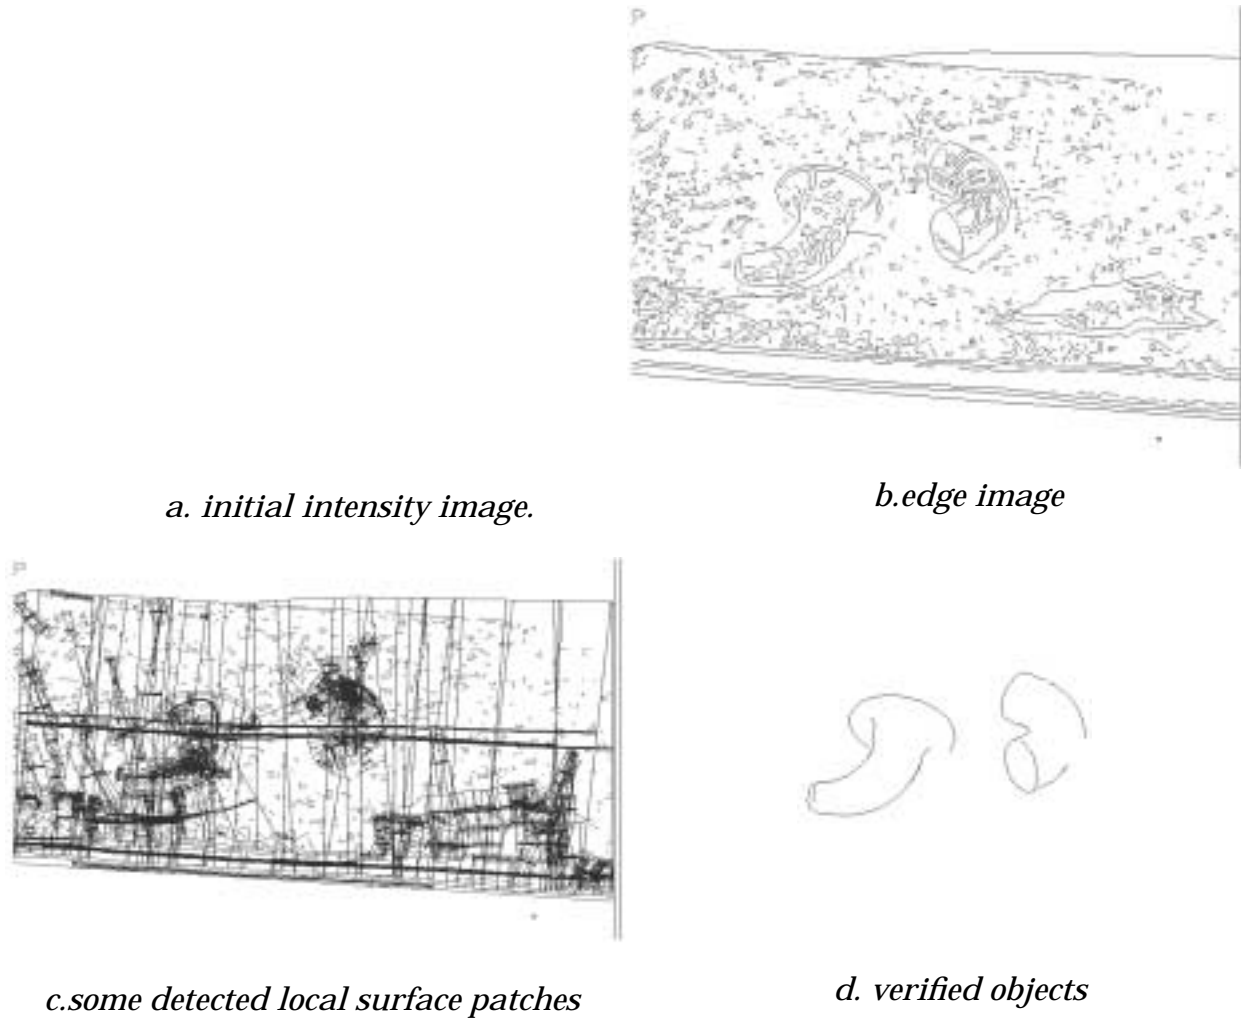 a. initial intensity image.
b.edge image
c.some detected local surface patches
d. verified objects